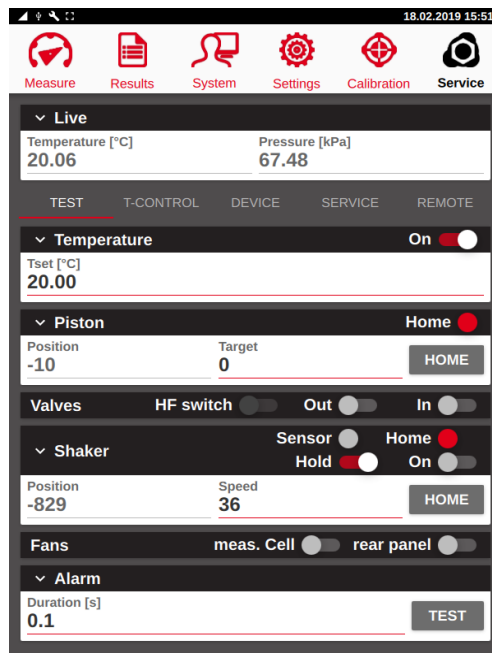 18.02.2019 15:51
Measure Results System Settings Calibration Service
Live
Temperature [°C] Pressure [kPa]
20.06 67.48
TEST T-CONTROL DEVICE SERVICE REMOTE
Temperature On
Tset [°C]
20.00
Piston Home
Position Target
-10 0 HOME
Valves HF switch Out In
Sensor Home
Shaker Hold On
Position Speed
-829 36 HOME
Fans meas. Cell rear panel
Alarm
Duration [s]
0.1 TEST